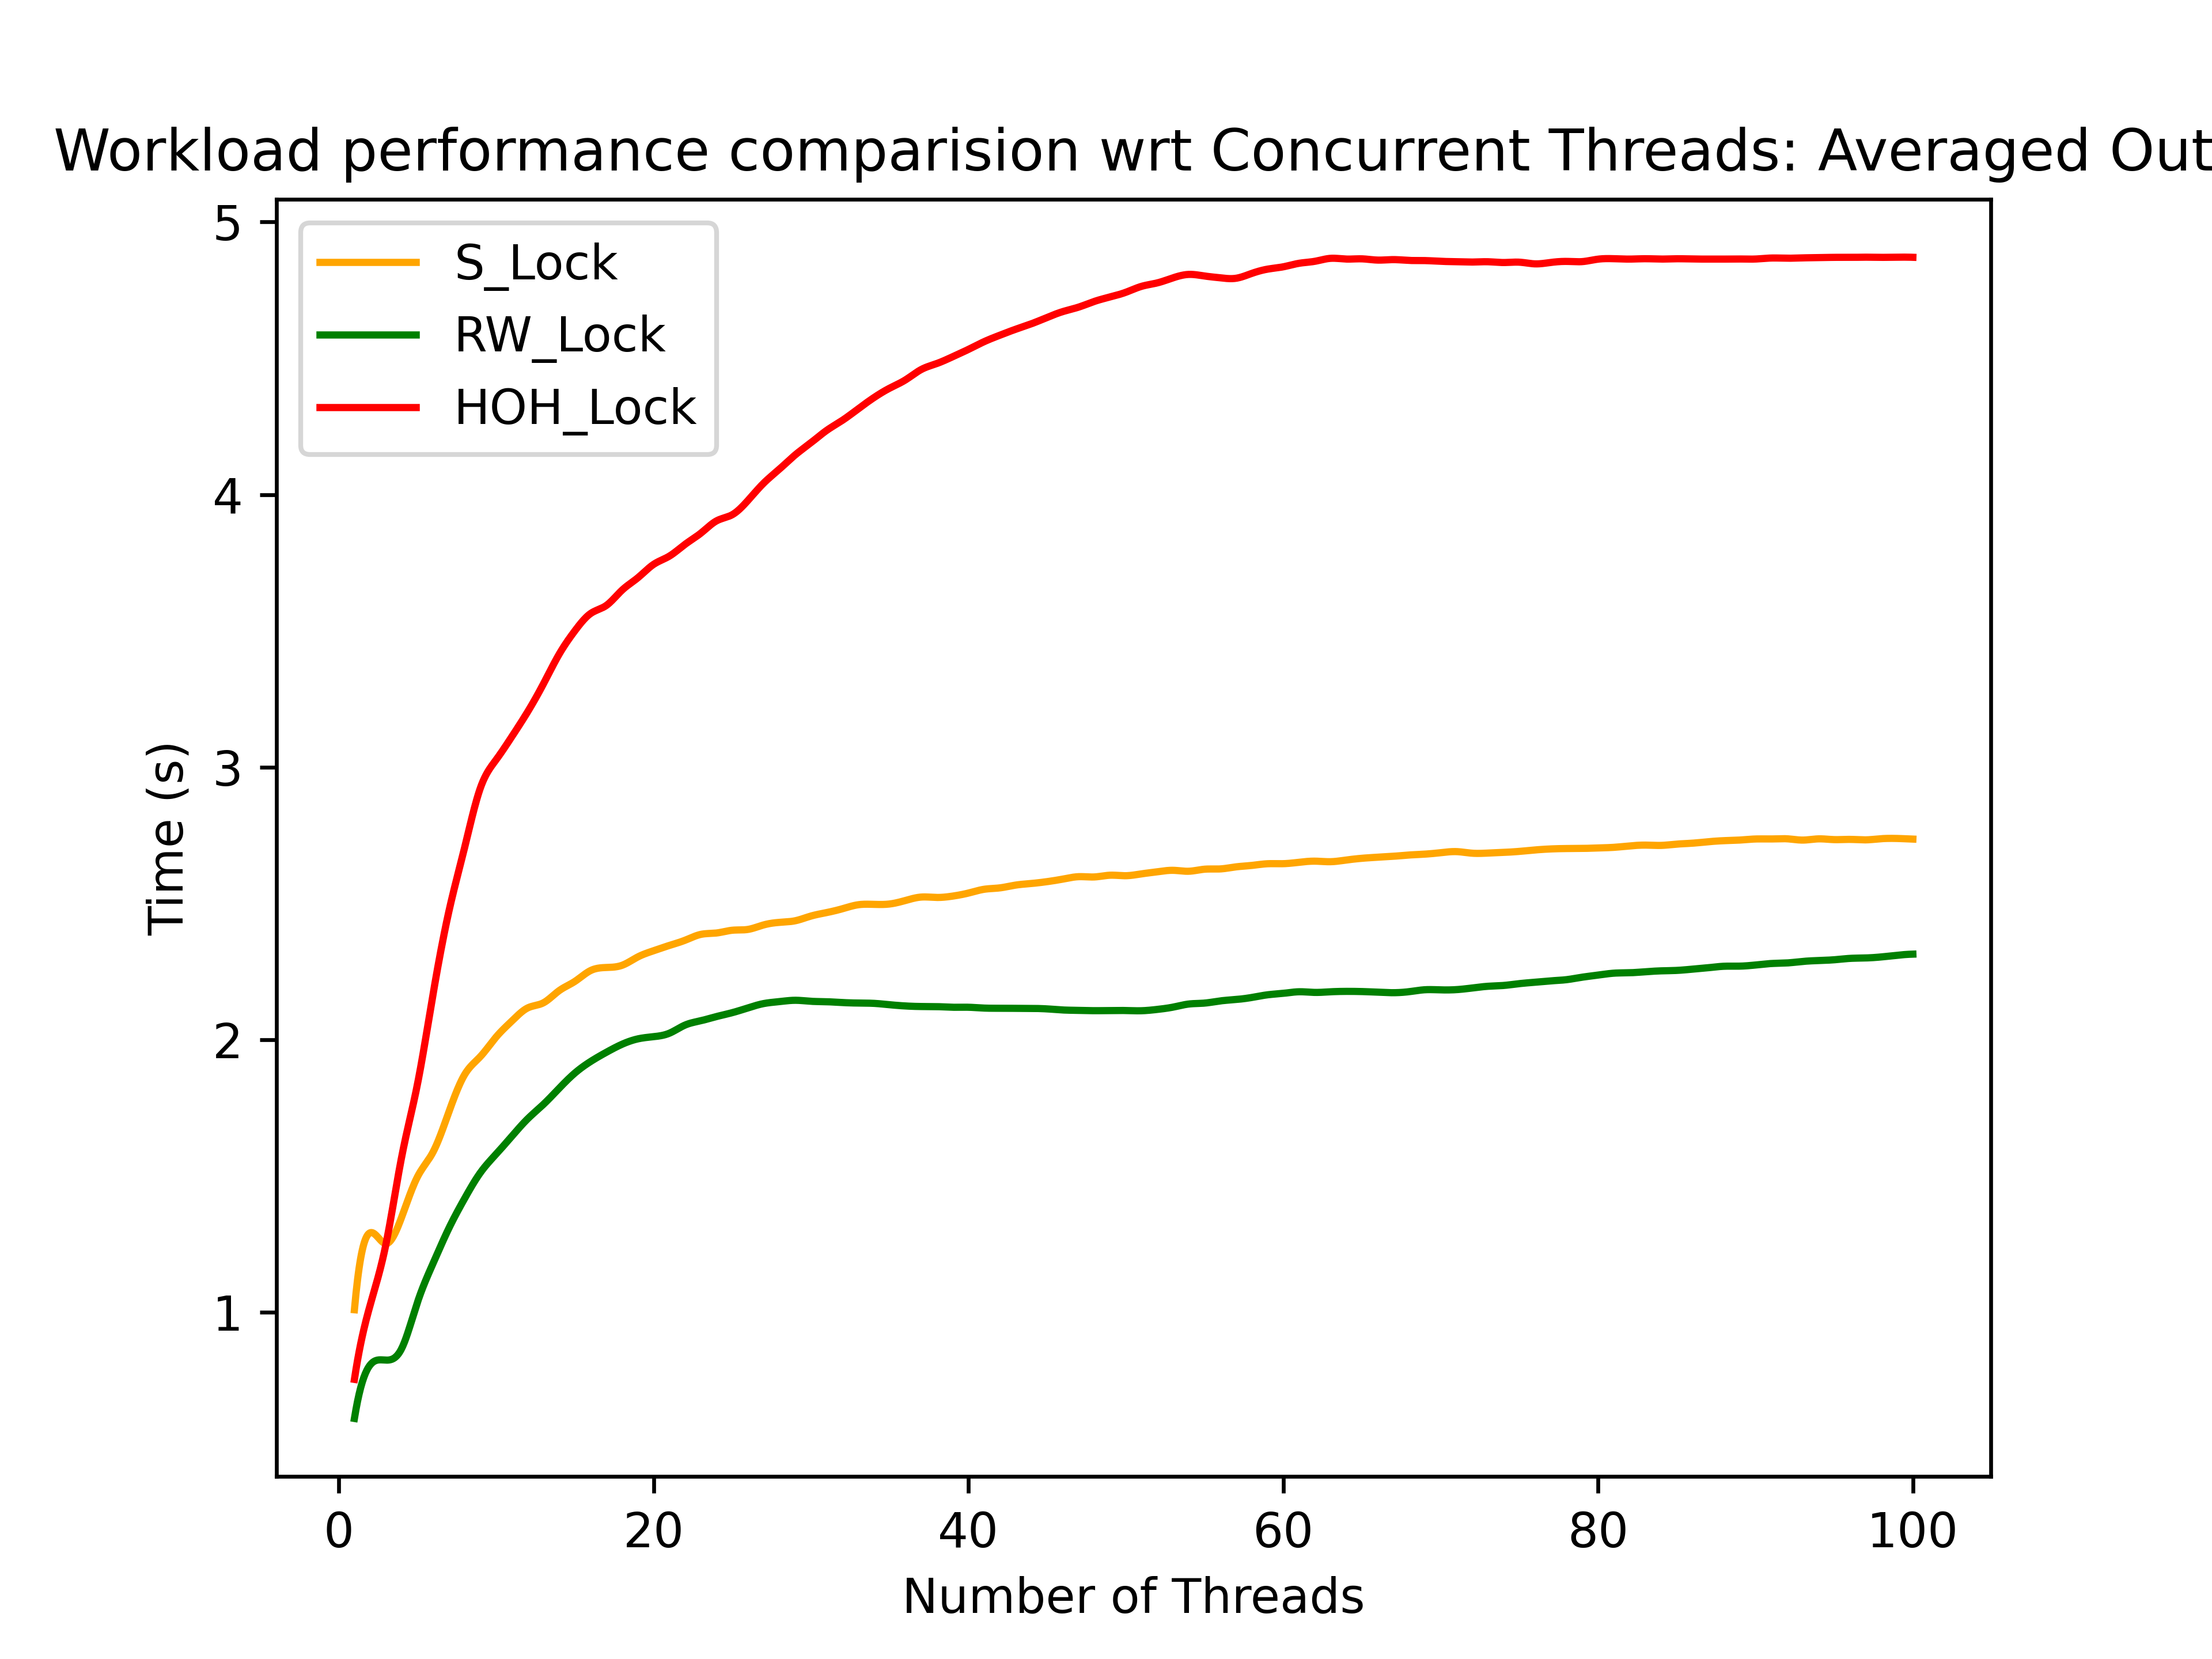 Workload performance comparision wrt Concurrent Threads: Averaged Out
5
4
3
2
1
S_Lock
RW_Lock
HOH_Lock
Time (s)
0 20 40 60 80 100
Number of Threads